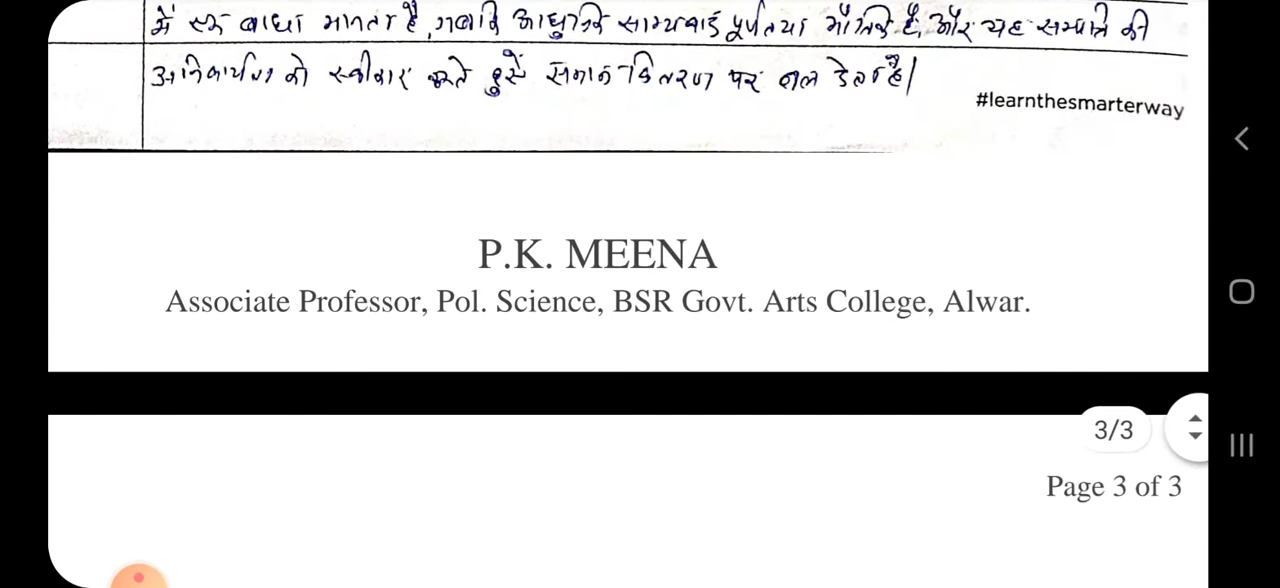 में एक बाधा मानता है, जबकि आधुनिक साम्यवाद पूर्णतया भौतिक है, और यह सम्पत्ति की
अनिवार्यता को स्वीकार करते हुये समान वितरण पर बल देता है।
#learnthesmarterway
P.K. MEENA
Associate Professor, Pol. Science, BSR Govt. Arts College, Alwar.
3/3
Page 3 of 3